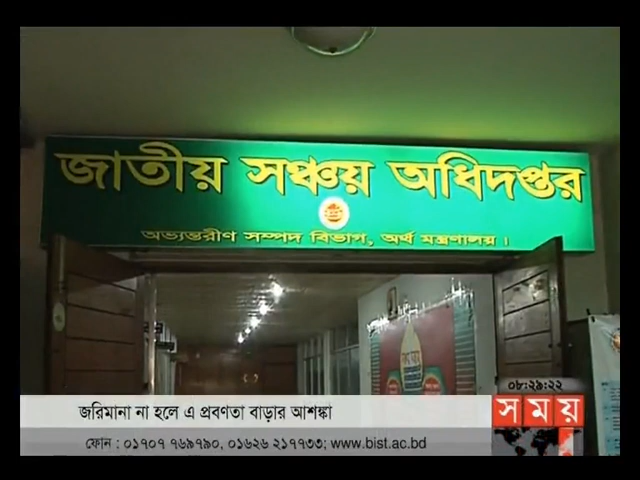 জাতীয় সঞ্চয় অধিদপ্তর
অভ্যন্তরীণ সম্পদ বিভাগ, অর্থ মন্ত্রণালয়।
০৮:২৯:২২
জরিমানা না হলে এ প্রবণতা বাড়ার আশঙ্কা
সময়
ফোন : ০১৭০৭ ৭৬৯৭৯০, ০১৬২৬ ২১৭৭৩৩; www.bist.ac.bd